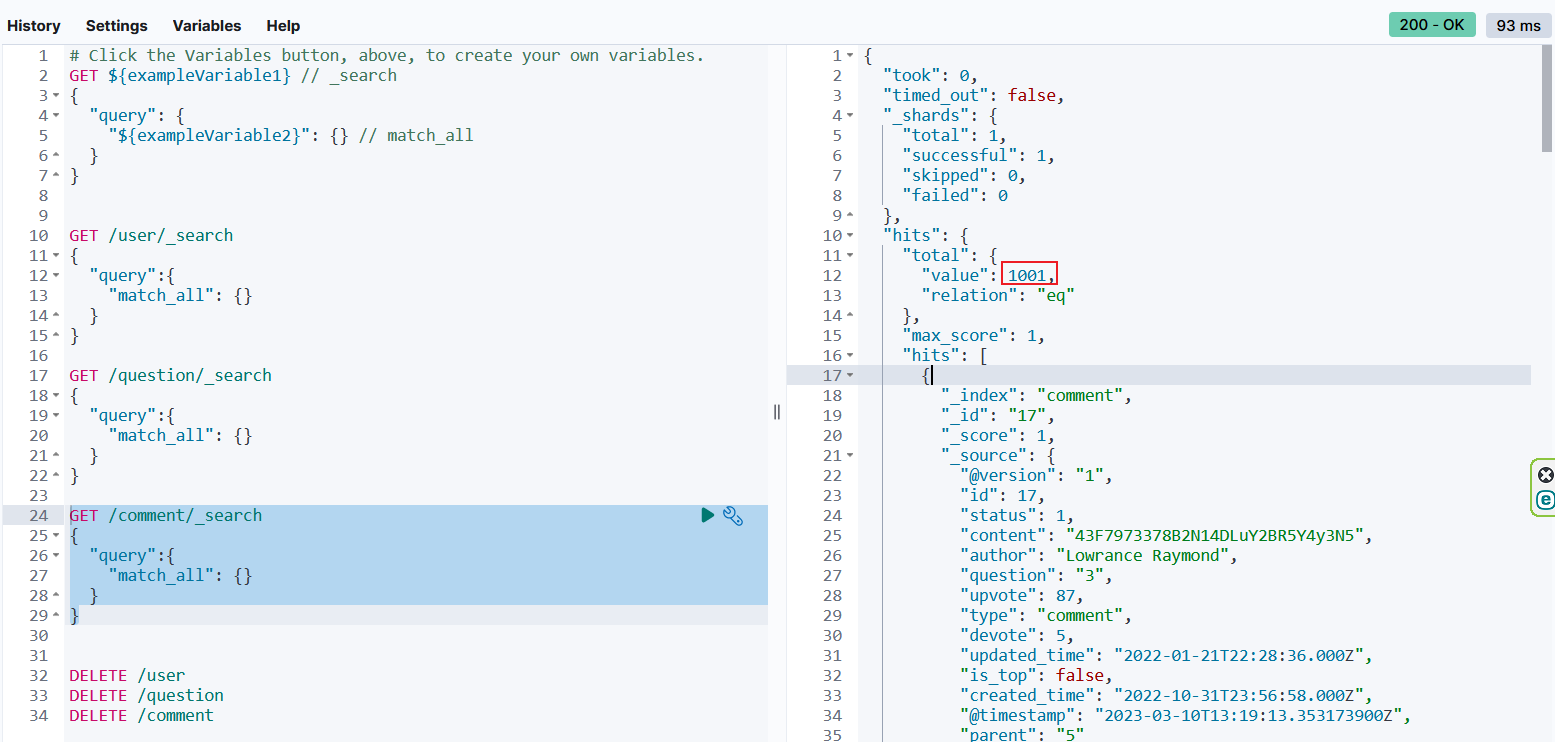 History Settings Variables Help
200 - OK 93 ms
1 # Click the Variables button, above, to create your own variables.
2 GET ${exampleVariable1} // _search
3 {
4 "query": {
5 "${exampleVariable2}": {} // match_all
6 }
7 }
8
9
10 GET /user/_search
11 {
12 "query":{
13 "match_all": {}
14 }
15 }
16
17 GET /question/_search
18 {
19 "query":{
20 "match_all": {}
21 }
22 }
23
24 GET /comment/_search
25 {
26 "query":{
27 "match_all": {}
28 }
29 }
30
31
32 DELETE /user
33 DELETE /question
34 DELETE /comment
1 {
2 "took": 0,
3 "timed_out": false,
4 "_shards": {
5 "total": 1,
6 "successful": 1,
7 "skipped": 0,
8 "failed": 0
9 },
10 "hits": {
11 "total": {
12 "value": 1001,
13 "relation": "eq"
14 },
15 "max_score": 1,
16 "hits": [
17 {
18 "_index": "comment",
19 "_id": "17",
20 "_score": 1,
21 "_source": {
22 "@version": "1",
23 "id": 17,
24 "status": 1,
25 "content": "43F7973378B2N14DLuY2BR5Y4y3N5",
26 "author": "Lowrance Raymond",
27 "question": "3",
28 "upvote": 87,
29 "type": "comment",
30 "devote": 5,
31 "updated_time": "2022-01-21T22:28:36.000Z",
32 "is_top": false,
33 "created_time": "2022-10-31T23:56:58.000Z",
34 "@timestamp": "2023-03-10T13:19:13.353173900Z",
35 "parent": "5"